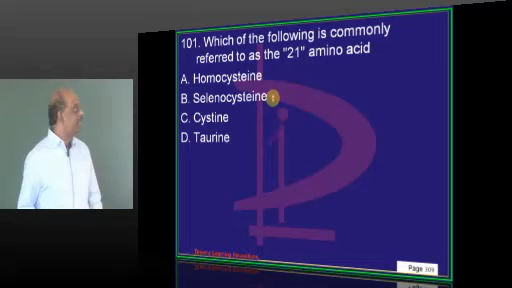 101. Which of the following is commonly
referred to as the "21" amino acid
A. Homocysteine
B. Selenocysteine
C. Cystine
D. Taurine
Page 309